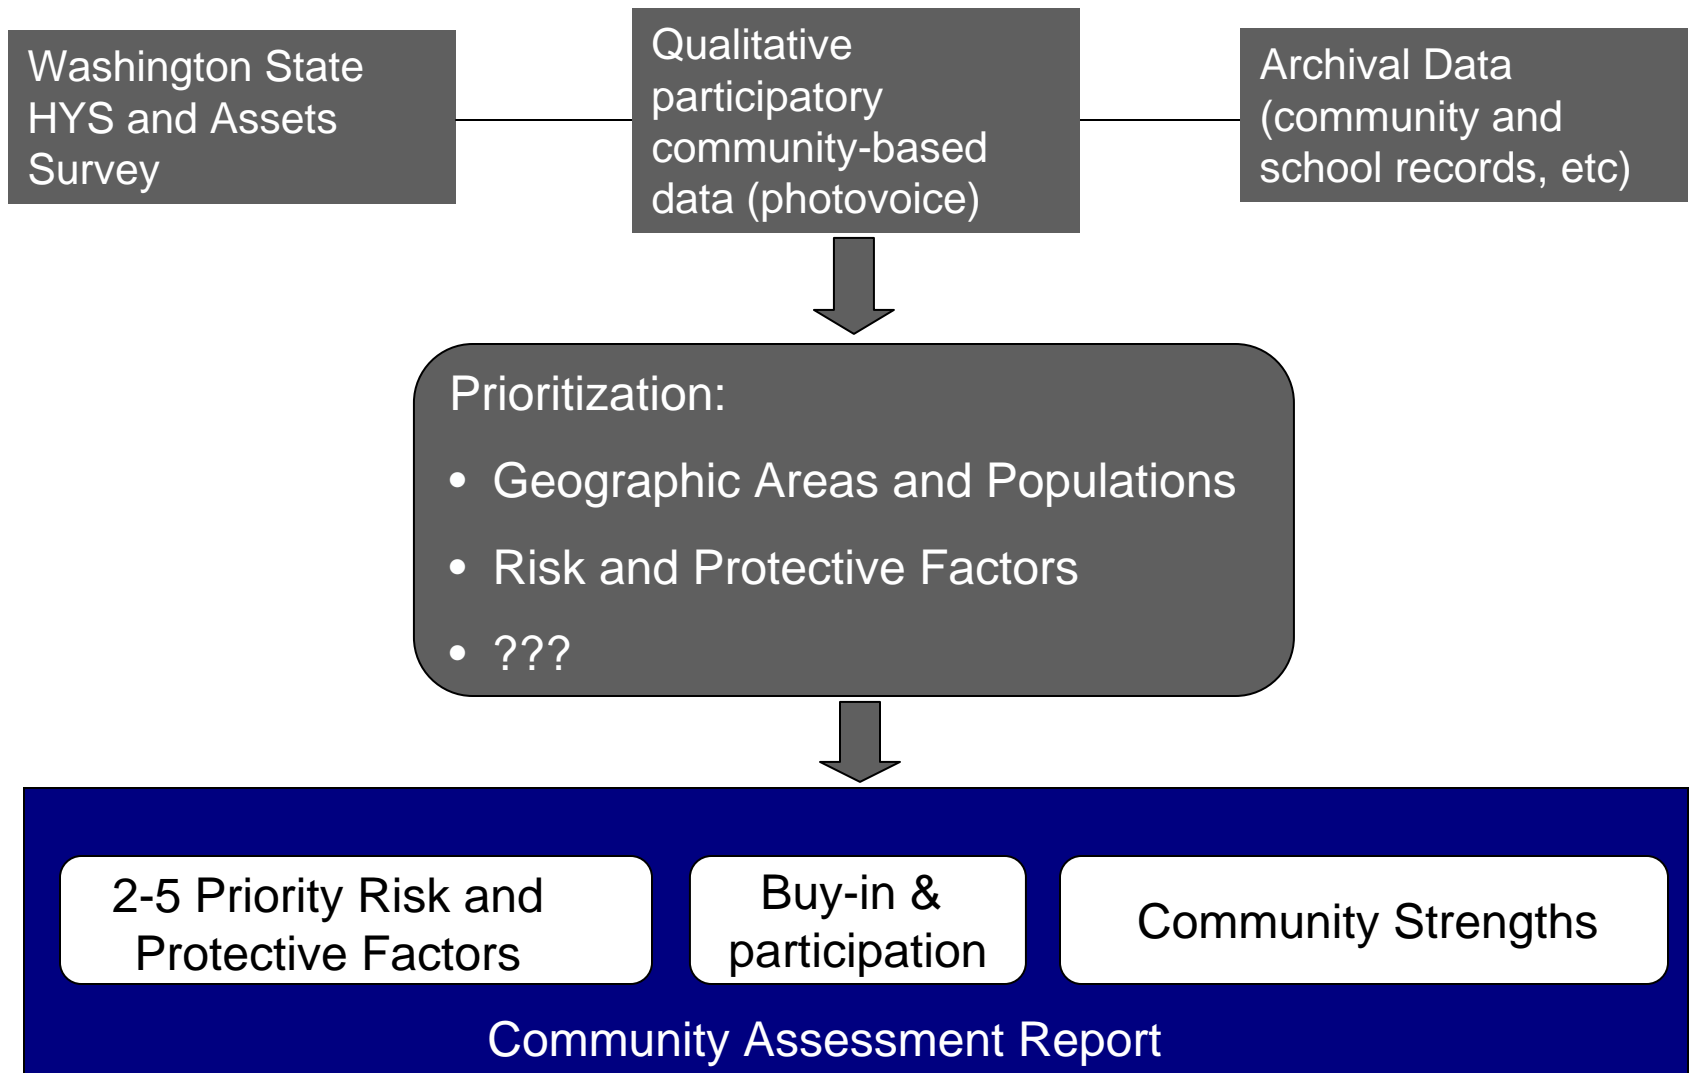 Washington State
HYS and Assets
Survey
Qualitative
participatory
community-based
data (photovoice)
Archival Data
(community and
school records, etc)
Prioritization:
• Geographic Areas and Populations
• Risk and Protective Factors
• ???
2-5 Priority Risk and
Protective Factors
Buy-in &
participation
Community Strengths
Community Assessment Report